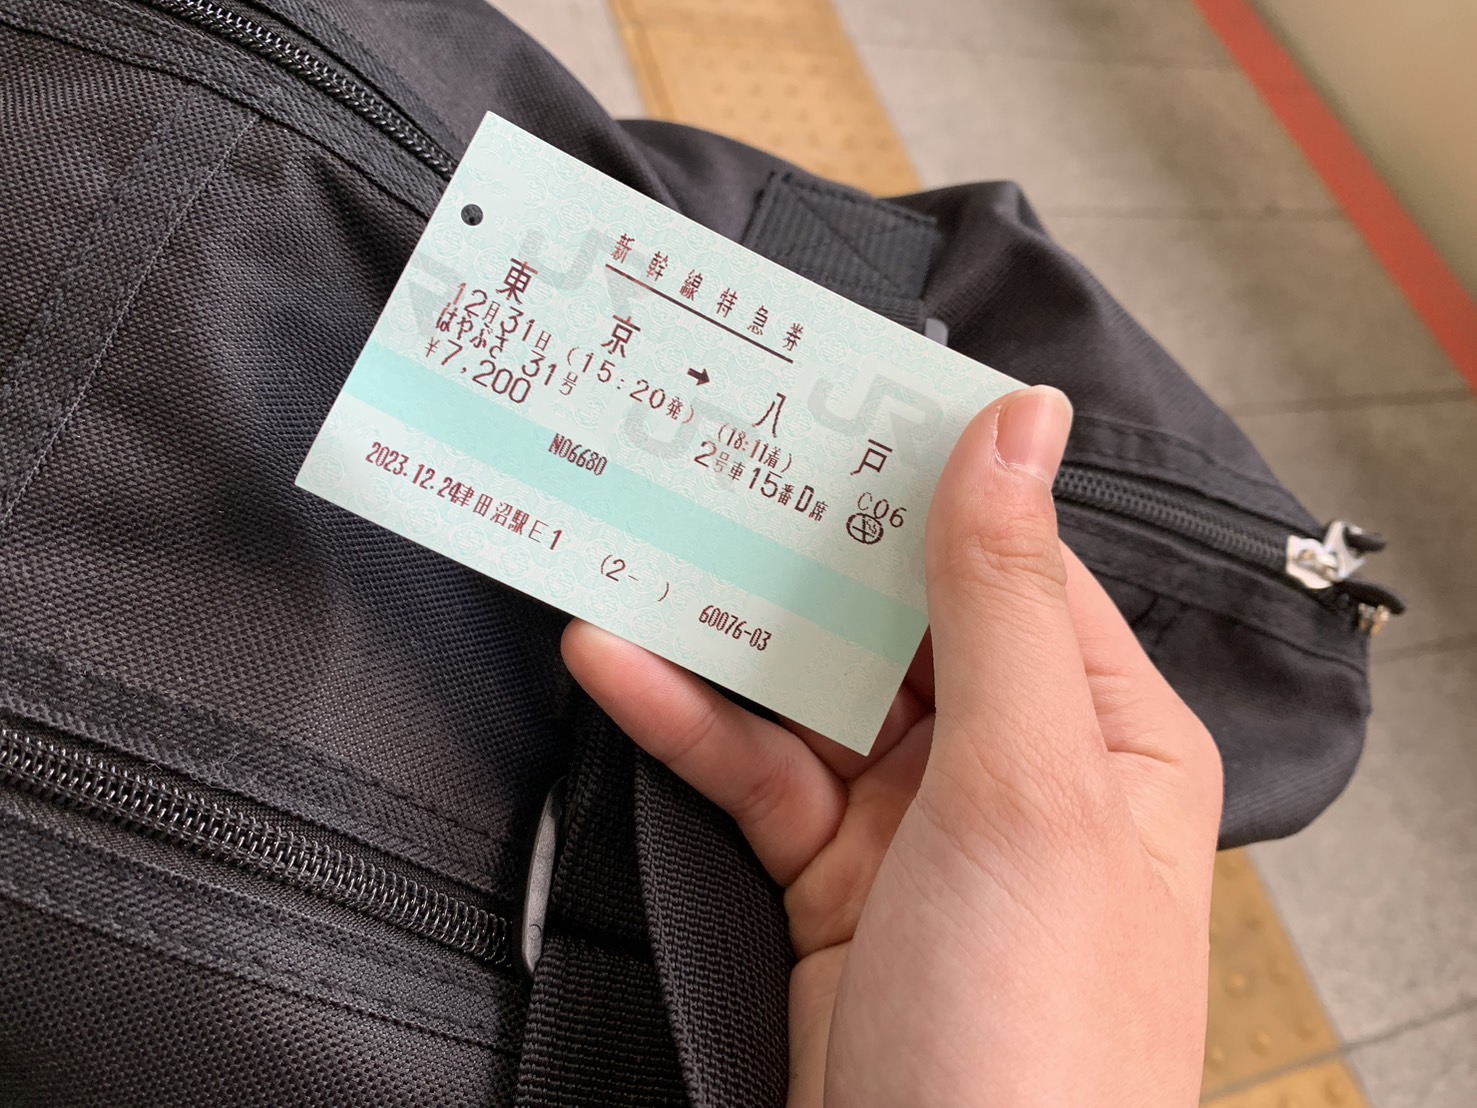 新幹線特急券
東京 → 八戸
12月31日 (15:20発) (18:11着) C06
はやぶさ 31号 2号車15番D席
¥7,200
N06680
2023.12.24津田沼駅E1 (2- ) 60076-03